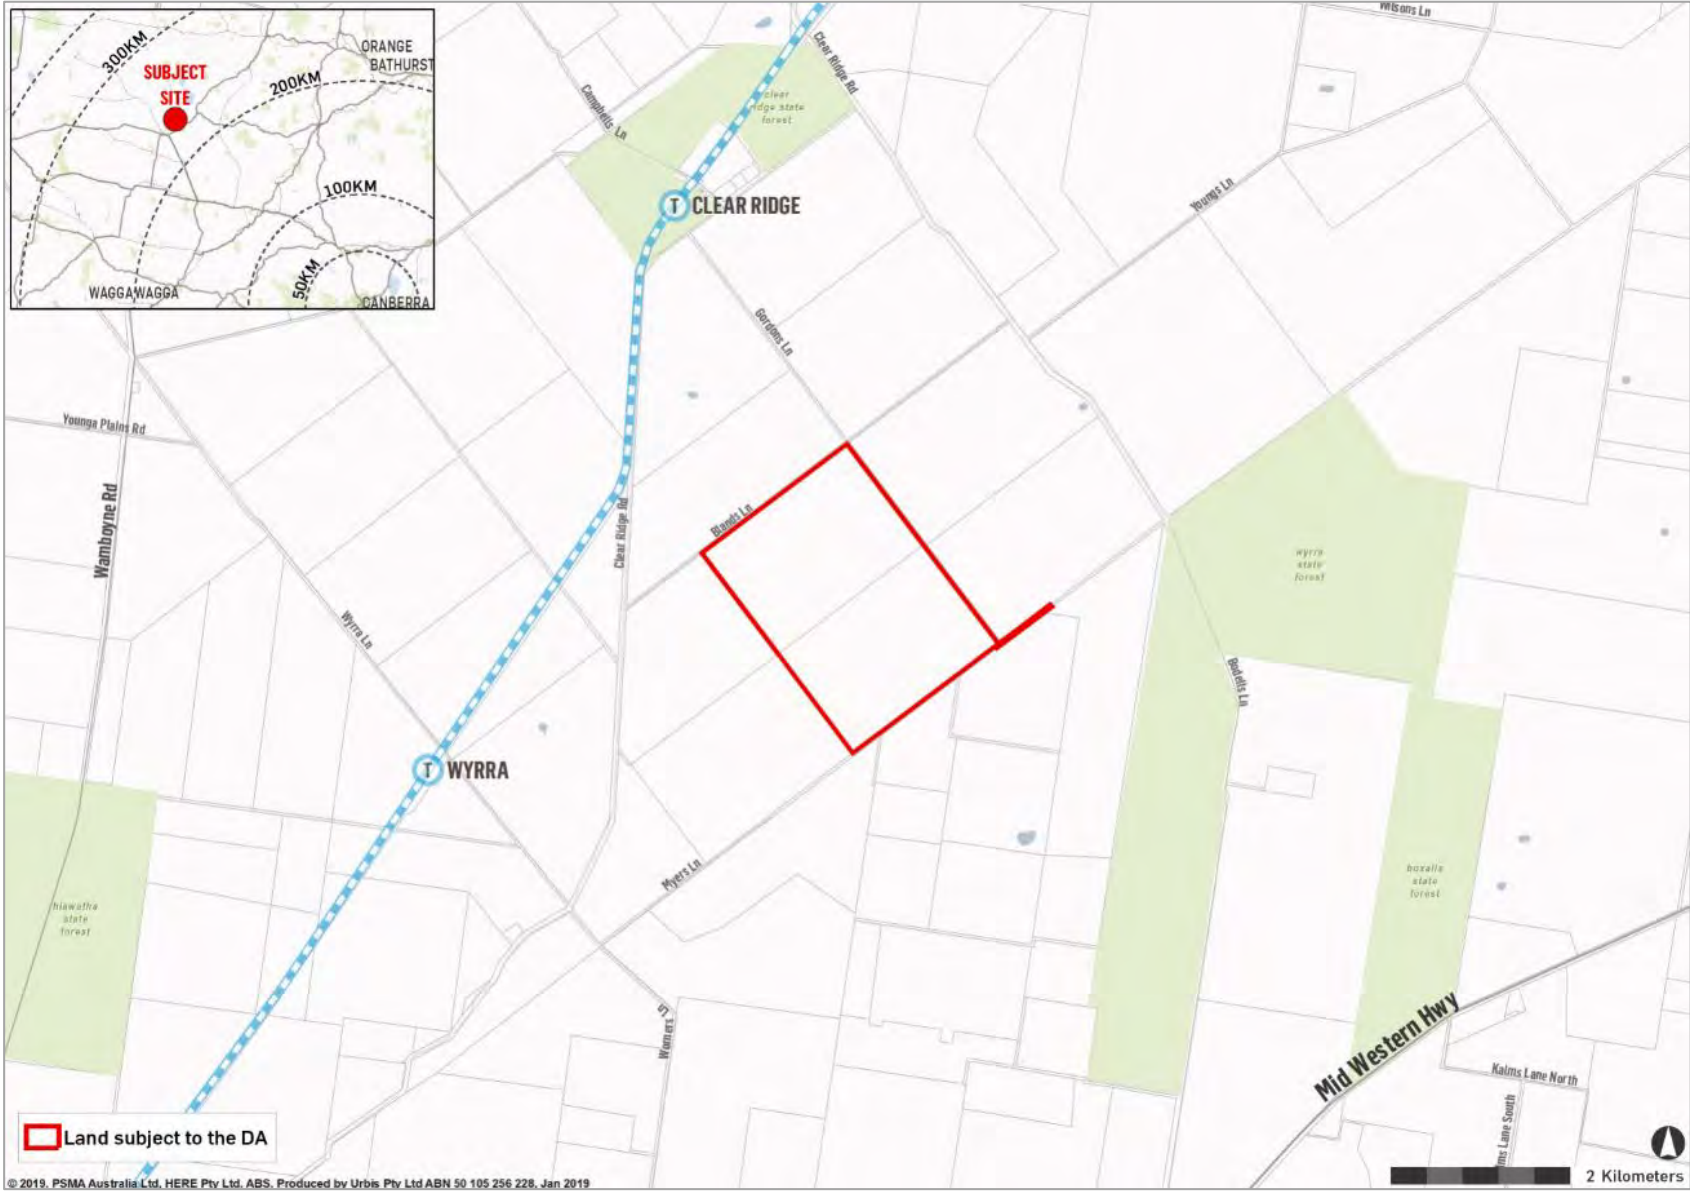 300KM
ORANGE
BATHURST
SUBJECT
SITE
200KM
100KM
50KM
WAGGA WAGGA
CANBERRA
Wilsons Ln
Clear Ridge Rd
clear
ridge state
forest
Campbells Ln
T CLEAR RIDGE
Youngs Ln
Gordons Ln
Younga Plains Rd
Wamboyne Rd
Clear Ridge Rd
Blands Ln
wyrra
state
forest
Wyrra Ln
Bodells Ln
T WYRRA
Myers Ln
boxalls
state
forest
hiawatha
state
forest
Worners Ln
Mid Western Hwy
Kalms Lane North
lms Lane South
Land subject to the DA
2 Kilometers
© 2019. PSMA Australia Ltd, HERE Pty Ltd. ABS. Produced by Urbis Pty Ltd ABN 50 105 256 228, Jan 2019